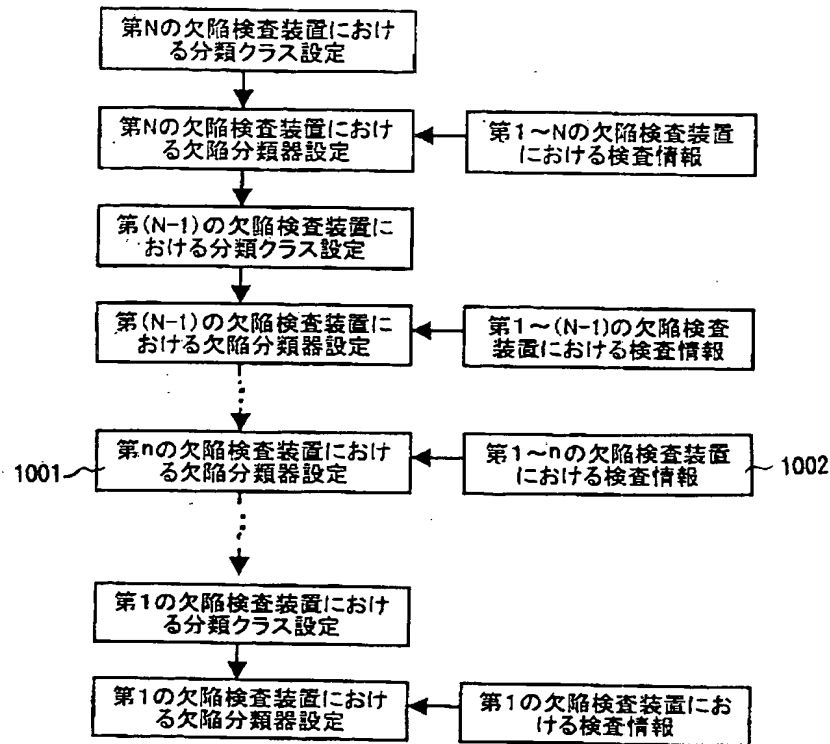 第Nの欠陥検査装置におけ
る分類クラス設定
第Nの欠陥検査装置におけ
る欠陥分類器設定
第1～Nの欠陥検査装置
における検査情報
第(N-1)の欠陥検査装置に
おける分類クラス設定
第(N-1)の欠陥検査装置に
おける欠陥分類器設定
第1～(N-1)の欠陥検査
装置における検査情報
1001
第nの欠陥検査装置におけ
る欠陥分類器設定
第1～nの欠陥検査装置
における検査情報
1002
第1の欠陥検査装置におけ
る分類クラス設定
第1の欠陥検査装置におけ
る欠陥分類器設定
第1の欠陥検査装置にお
ける検査情報